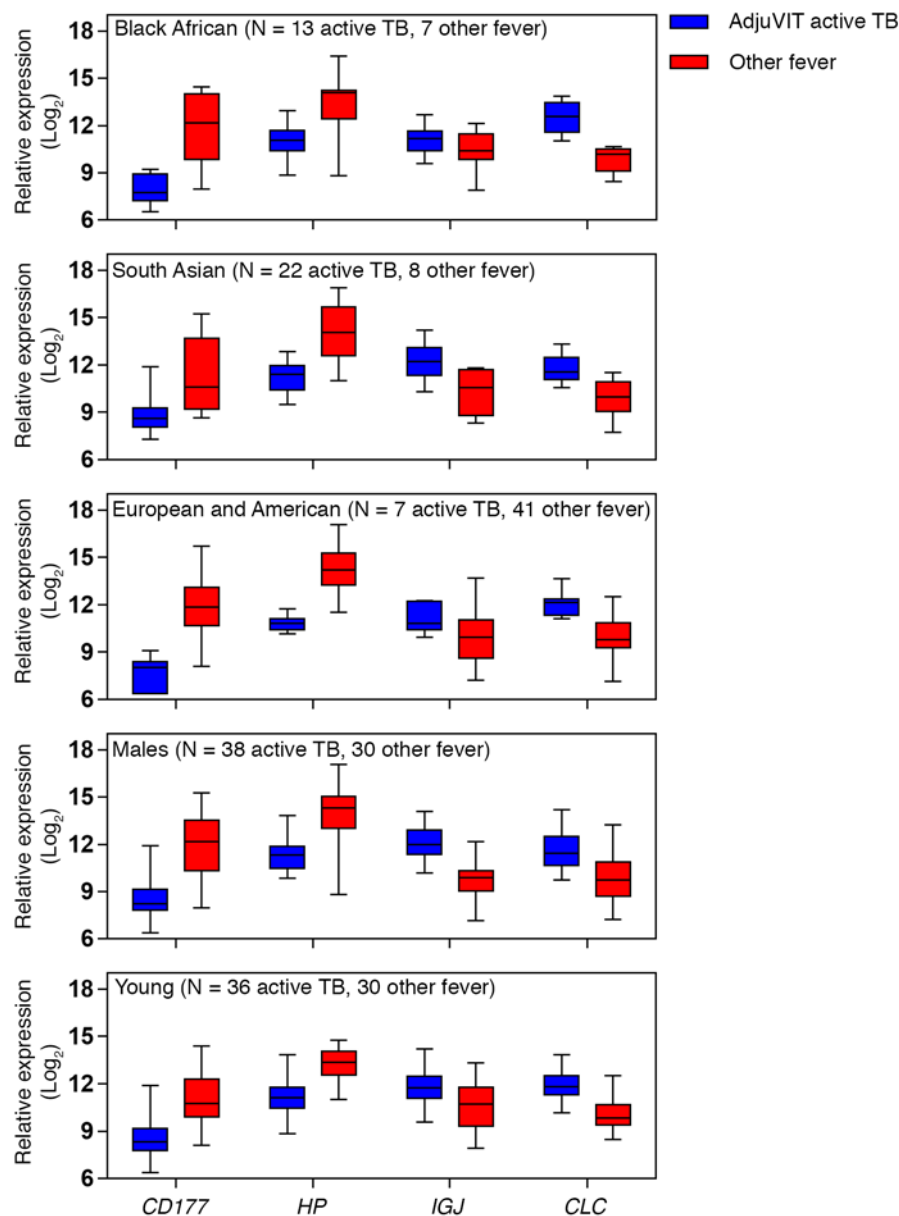 AdjuVIT active TB
Other fever
Black African (N = 13 active TB, 7 other fever)
Relative expression
(Log₂)
18
15
12
9
6
South Asian (N = 22 active TB, 8 other fever)
Relative expression
(Log₂)
18
15
12
9
6
European and American (N = 7 active TB, 41 other fever)
Relative expression
(Log₂)
18
15
12
9
6
Males (N = 38 active TB, 30 other fever)
Relative expression
(Log₂)
18
15
12
9
6
Young (N = 36 active TB, 30 other fever)
Relative expression
(Log₂)
18
15
12
9
6
CD177 HP IGJ CLC